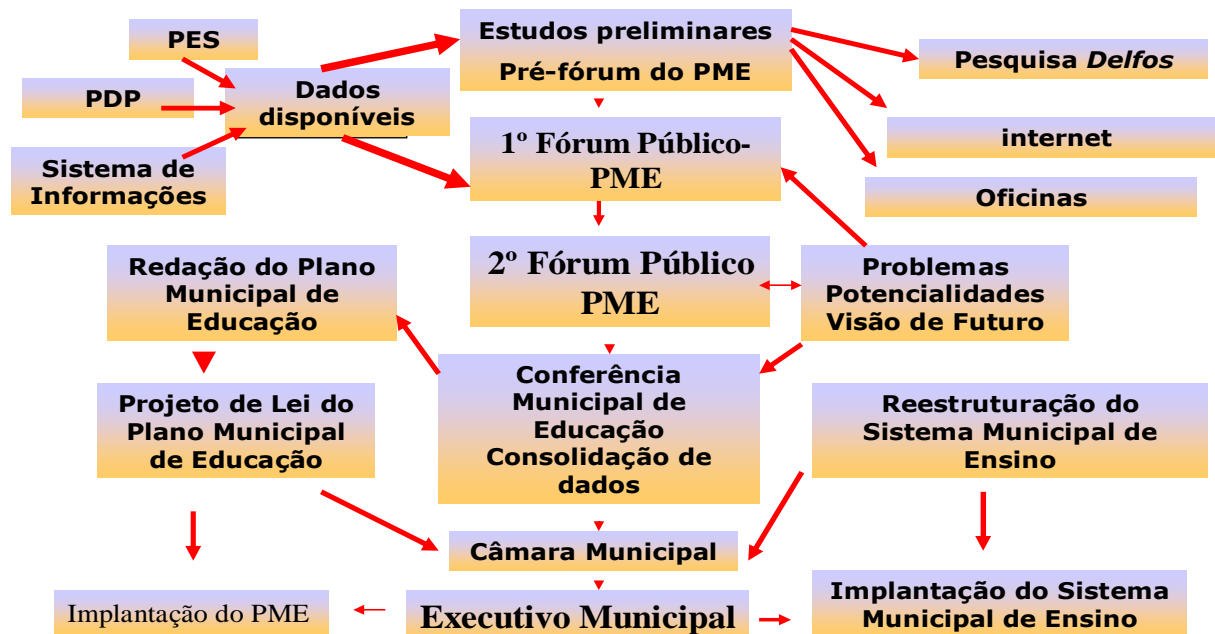 PES
PDP
Sistema de
Informações
Dados
disponíveis
Estudos preliminares
Pré-fórum do PME
Pesquisa Delfos
internet
Oficinas
1º Fórum Público-
PME
2º Fórum Público
PME
Problemas
Potencialidades
Visão de Futuro
Redação do Plano
Municipal de
Educação
Conferência
Municipal de
Educação
Consolidação de
dados
Projeto de Lei do
Plano Municipal
de Educação
Reestruturação do
Sistema Municipal de
Ensino
Câmara Municipal
Implantação do PME
Executivo Municipal
Implantação do Sistema
Municipal de Ensino